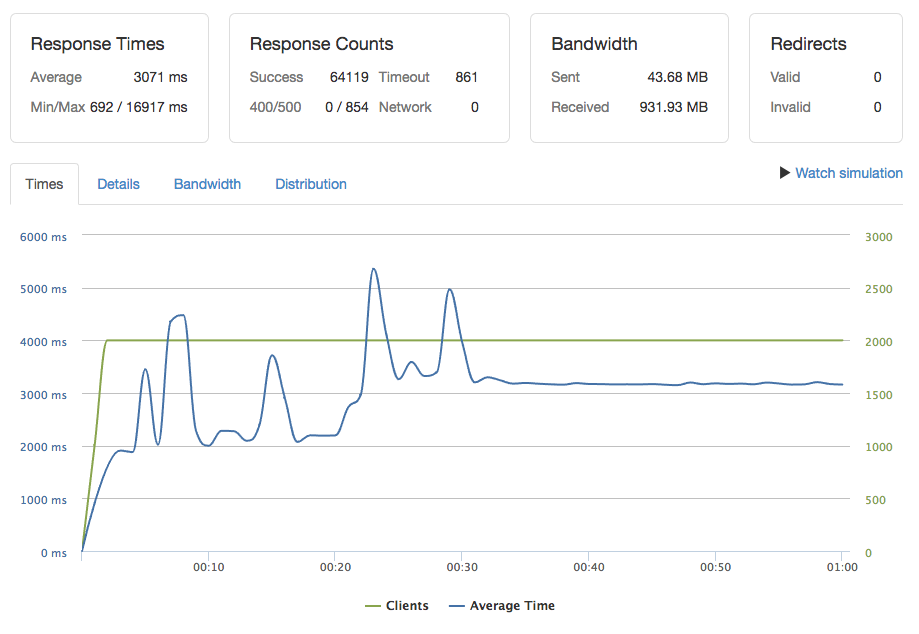 Response Times
Average 3071 ms
Min/Max 692 / 16917 ms
Response Counts
Success 64119 Timeout 861
400/500 0 / 854 Network 0
Bandwidth
Sent 43.68 MB
Received 931.93 MB
Redirects
Valid 0
Invalid 0
Times Details Bandwidth Distribution
Watch simulation
6000 ms 3000
5000 ms 2500
4000 ms 2000
3000 ms 1500
2000 ms 1000
1000 ms 500
0 ms 0
00:10 00:20 00:30 00:40 00:50 01:00
Clients Average Time